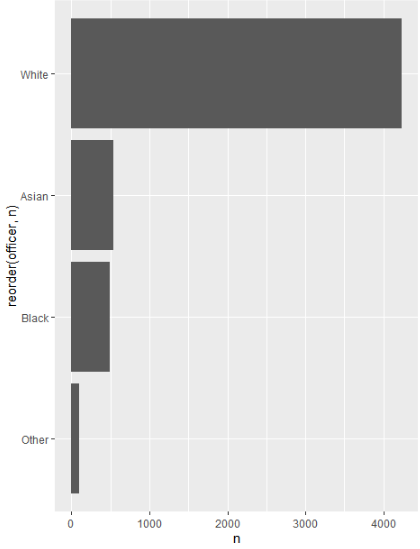 White
Asian
Black
Other
reorder(officer, n)
0 1000 2000 3000 4000
n